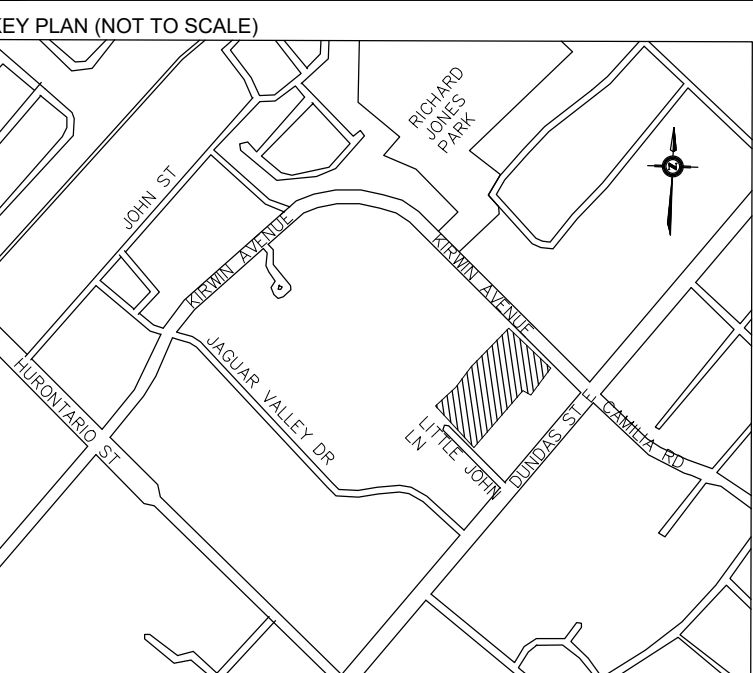 KEY PLAN (NOT TO SCALE)
RICHARD
JONES
PARK
N
JOHN ST
KIRWIN AVENUE
KIRWIN AVENUE
JAGUAR VALLEY DR
HURONTARIO ST
LITTLE JOHN
LN
DUNDAS ST E
CAMILIA RD